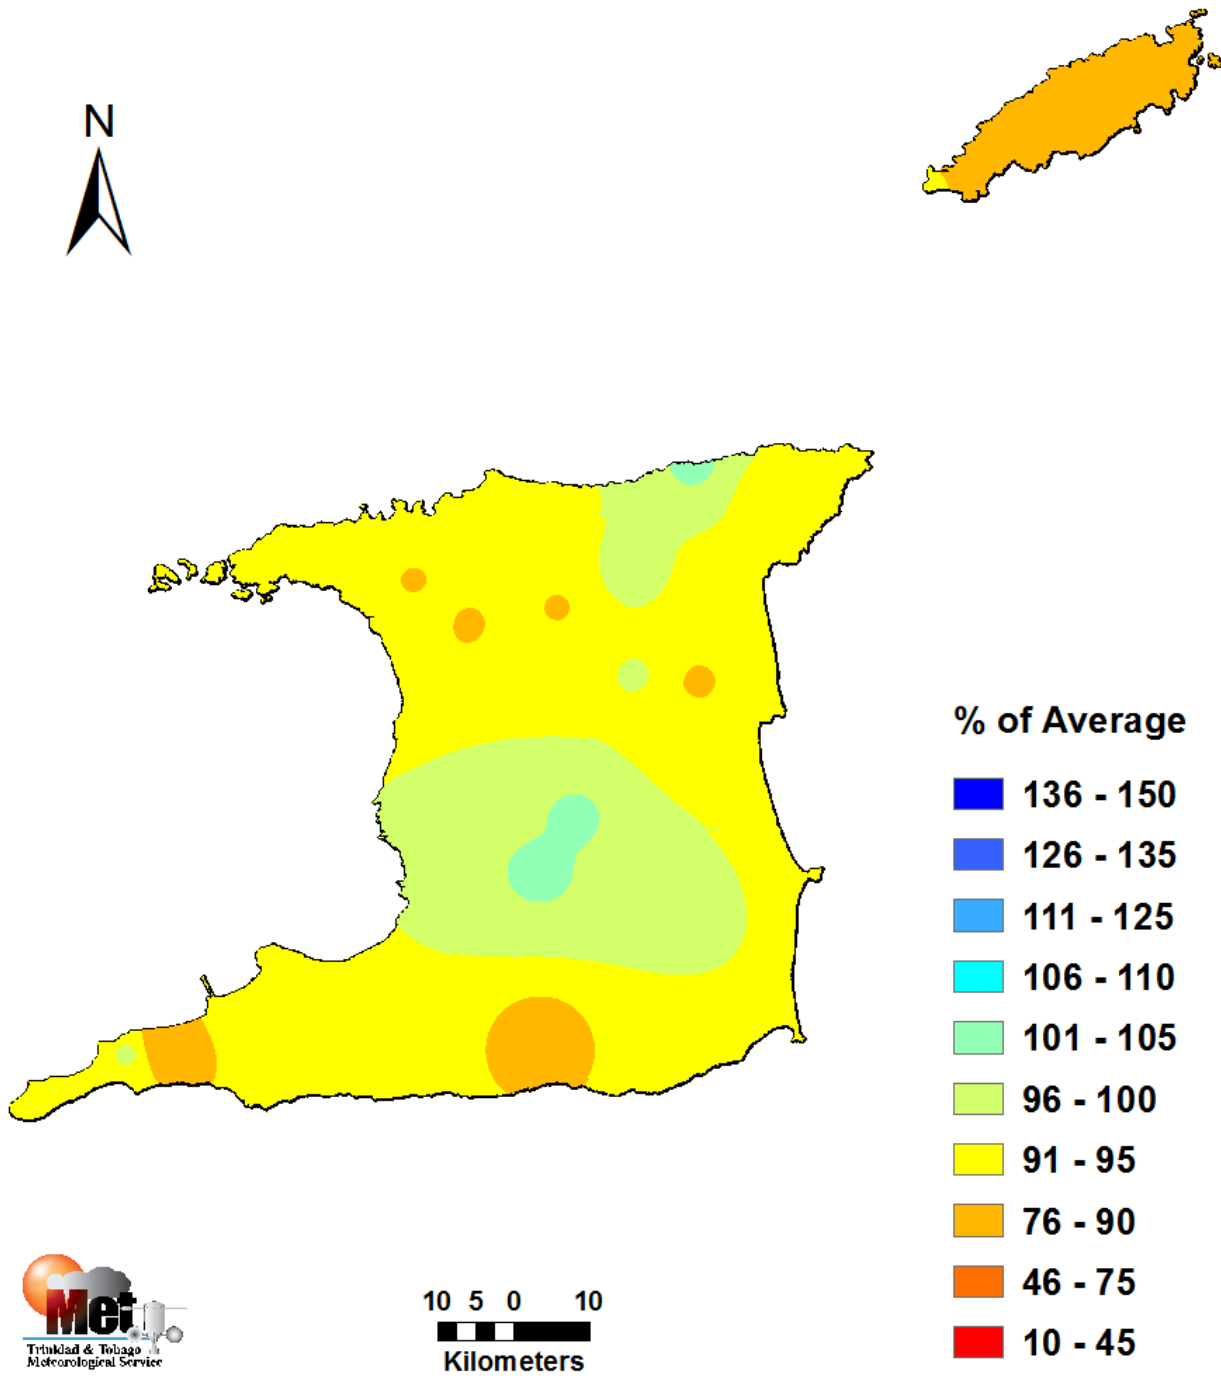 N
% of Average
136 - 150
126 - 135
111 - 125
106 - 110
101 - 105
96 - 100
91 - 95
76 - 90
46 - 75
10 - 45
Met
Trinidad & Tobago
Meteorological Service
10 5 0 10
Kilometers